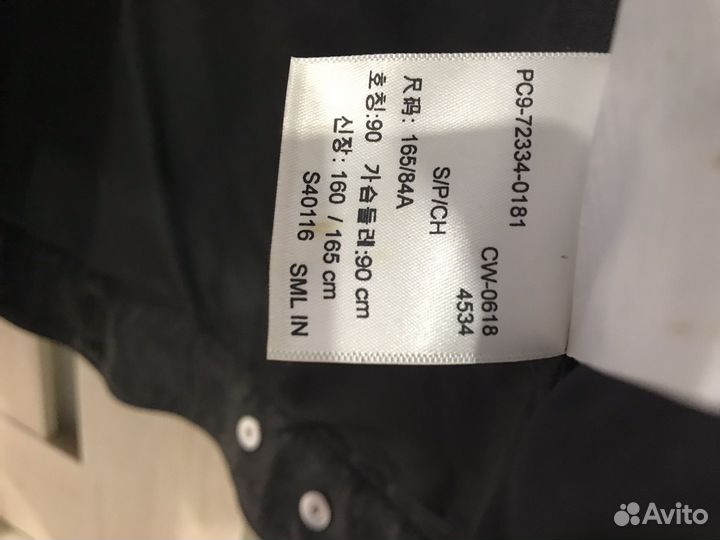 PC9-72334-0181
CW-0618
4534
S/P/CH
尺码: 165/84A
호칭:90 가슴둘레:90 cm
신장: 160 / 165 cm
S40116 SML IN
Avito